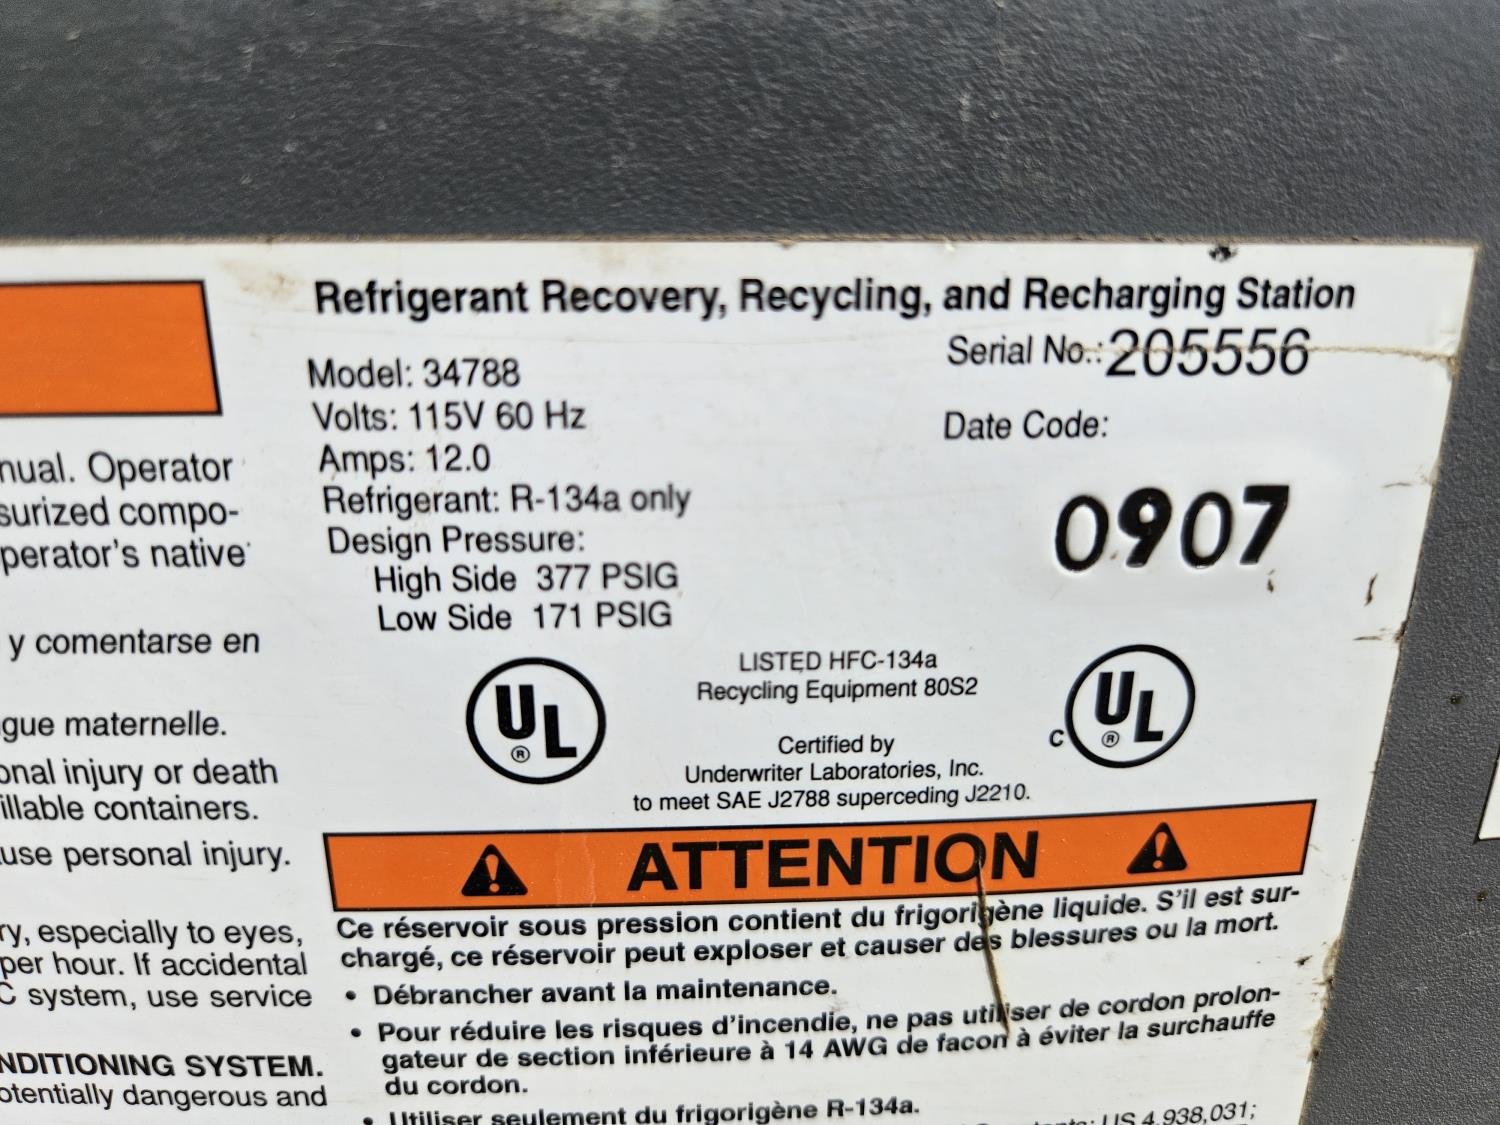 Refrigerant Recovery, Recycling, and Recharging Station
Serial No.: 205556
Model: 34788
Volts: 115V 60 Hz
Amps: 12.0
Refrigerant: R-134a only
Design Pressure:
High Side 377 PSIG
Low Side 171 PSIG
Date Code:
0907
UL
®
LISTED HFC-134a
Recycling Equipment 80S2
Certified by
Underwriter Laboratories, Inc.
to meet SAE J2788 superceding J2210.
C UL
®
ATTENTION
Ce réservoir sous pression contient du frigorigène liquide. S'il est sur-
chargé, ce réservoir peut exploser et causer des blessures ou la mort.
• Débrancher avant la maintenance.
• Pour réduire les risques d'incendie, ne pas utiliser de cordon prolon-
gateur de section inférieure à 14 AWG de facon à éviter la surchauffe
du cordon.
• Utiliser seulement du frigorigène R-134a.
US 4,938,031;
nual. Operator
surized compo-
perator's native
y comentarse en
gue maternelle.
onal injury or death
illable containers.
use personal injury.
ry, especially to eyes,
per hour. If accidental
C system, use service
NDITIONING SYSTEM.
otentially dangerous and